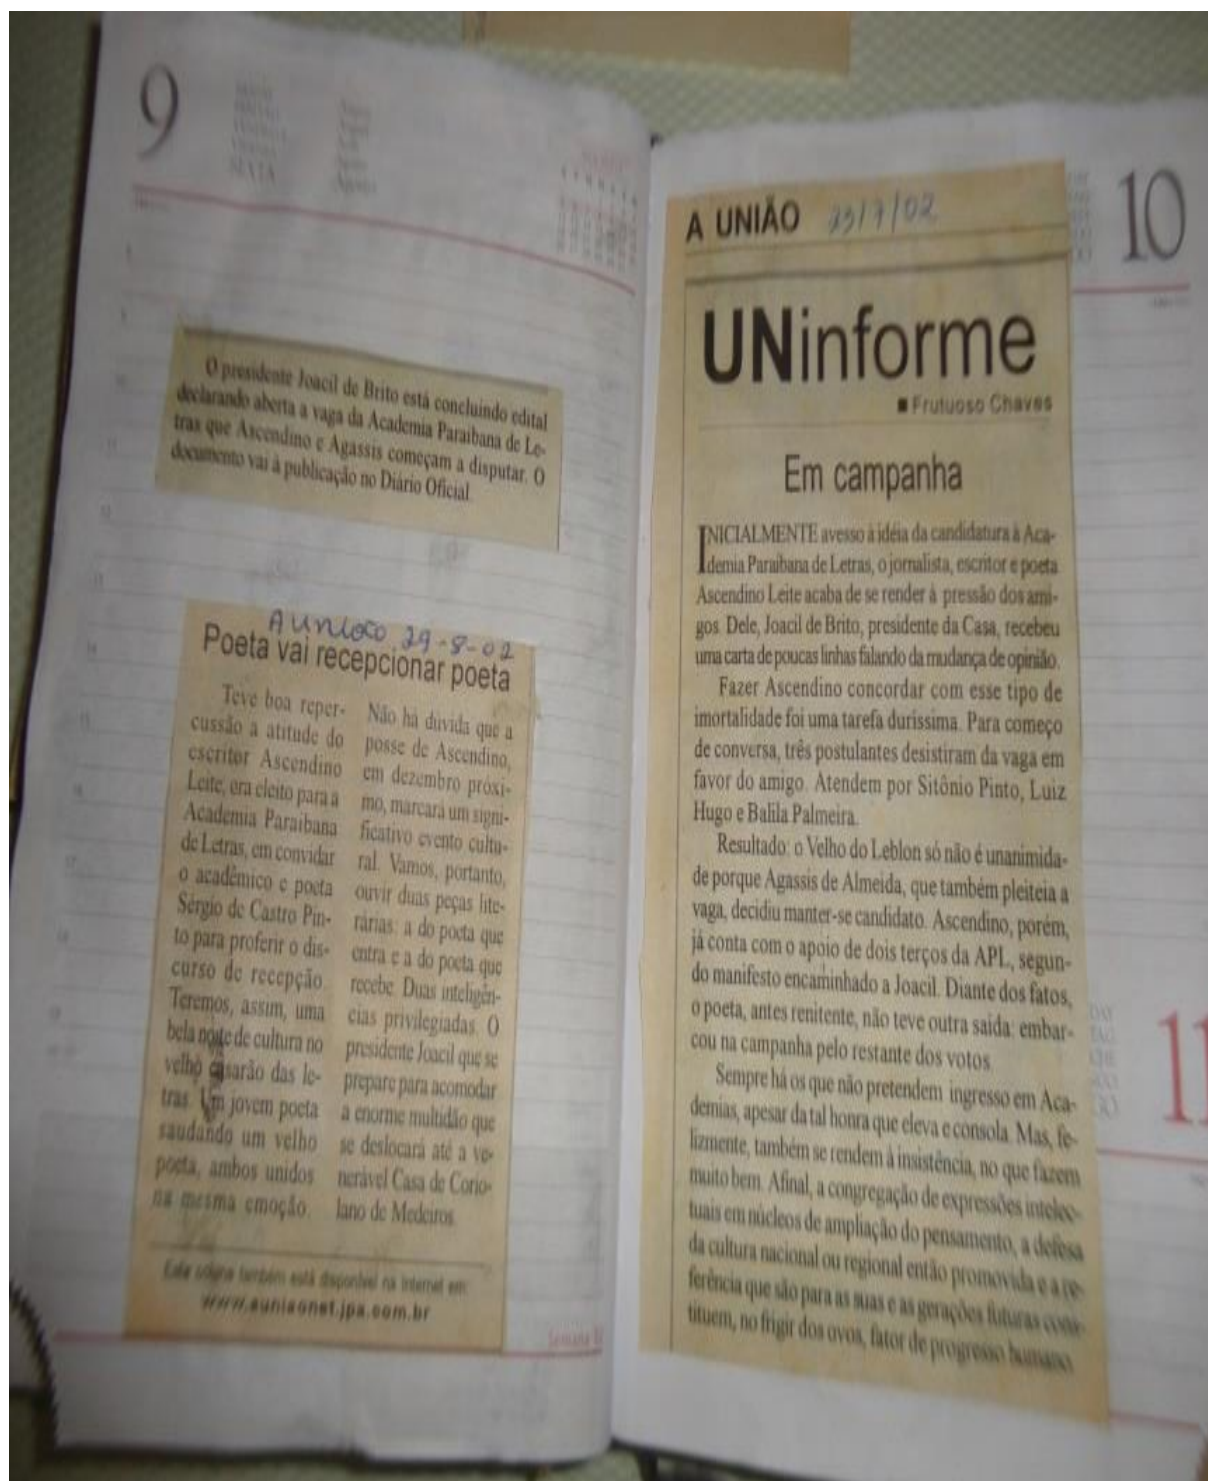 9
SEXTA
O presidente Joacil de Brito está concluindo edital
declarando aberta a vaga da Academia Paraibana de Le-
tras que Ascendino e Agassis começam a disputar. O
documento vai à publicação no Diário Oficial.
A União 29-8-02
Poeta vai recepcionar poeta
Teve boa reper-
cussão a atitude do
escritor Ascendino
Leite, ora eleito para a
Academia Paraibana
de Letras, em convidar
o acadêmico e poeta
Sérgio de Castro Pin-
to para proferir o dis-
curso de recepção.
Teremos, assim, uma
bela noite de cultura no
velho casarão das le-
tras. Um jovem poeta
saudando um velho
poeta, ambos unidos
na mesma emoção.
Não há dúvida que a
posse de Ascendino,
em dezembro próxi-
mo, marcará um signi-
ficativo evento cultu-
ral. Vamos, portanto,
ouvir duas peças lite-
rárias: a do poeta que
entra e a do poeta que
recebe. Duas inteligên-
cias privilegiadas. O
presidente Joacil que se
prepare para acomodar
a enorme multidão que
se deslocará até a ve-
nerável Casa de Corio-
lano de Medeiros.
Esta coluna também está disponível na Internet em:
www.auniaonet.jpa.com.br
Semana
10
A UNIÃO 23/7/02
UNinforme
■ Frutuoso Chaves
Em campanha
INICIALMENTE avesso à idéia da candidatura à Aca-
demia Paraibana de Letras, o jornalista, escritor e poeta
Ascendino Leite acaba de se render à pressão dos ami-
gos. Dele, Joacil de Brito, presidente da Casa, recebeu
uma carta de poucas linhas falando da mudança de opinião.
Fazer Ascendino concordar com esse tipo de
imortalidade foi uma tarefa duríssima. Para começo
de conversa, três postulantes desistiram da vaga em
favor do amigo. Atendem por Sitônio Pinto, Luiz
Hugo e Balila Palmeira.
Resultado: o Velho do Leblon só não é unanimida-
de porque Agassis de Almeida, que também pleiteia a
vaga, decidiu manter-se candidato. Ascendino, porém,
já conta com o apoio de dois terços da APL, segun-
do manifesto encaminhado a Joacil. Diante dos fatos,
o poeta, antes renitente, não teve outra saída: embar-
cou na campanha pelo restante dos votos.
Sempre há os que não pretendem ingresso em Aca-
demias, apesar da tal honra que eleva e consola. Mas, fe-
lizmente, também se rendem à insistência, no que fazem
muito bem. Afinal, a congregação de expressões intelec-
tuais em núcleos de ampliação do pensamento, a defesa
da cultura nacional ou regional então promovida e a re-
ferência que são para as suas e as gerações futuras cons-
tituem, no frigir dos ovos, fator de progresso humano.
11